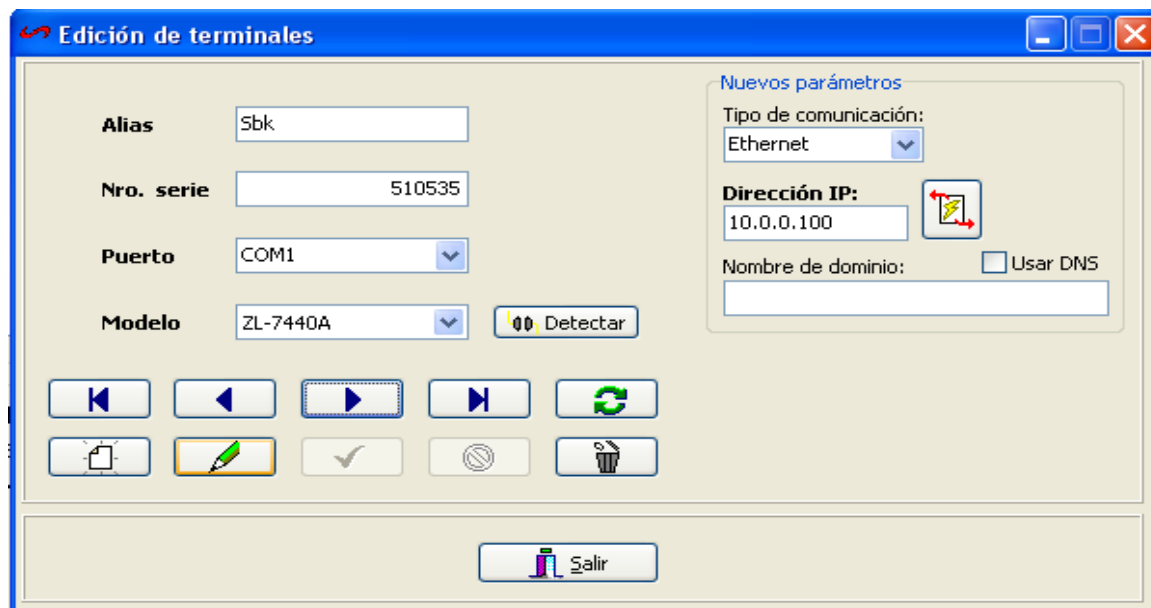 Edición de terminales
Alias
Sbk
Nro. serie
510535
Puerto
COM1
Modelo
ZL-7440A
Detectar
Nuevos parámetros
Tipo de comunicación:
Ethernet
Dirección IP:
10.0.0.100
Nombre de dominio:
Usar DNS
Salir